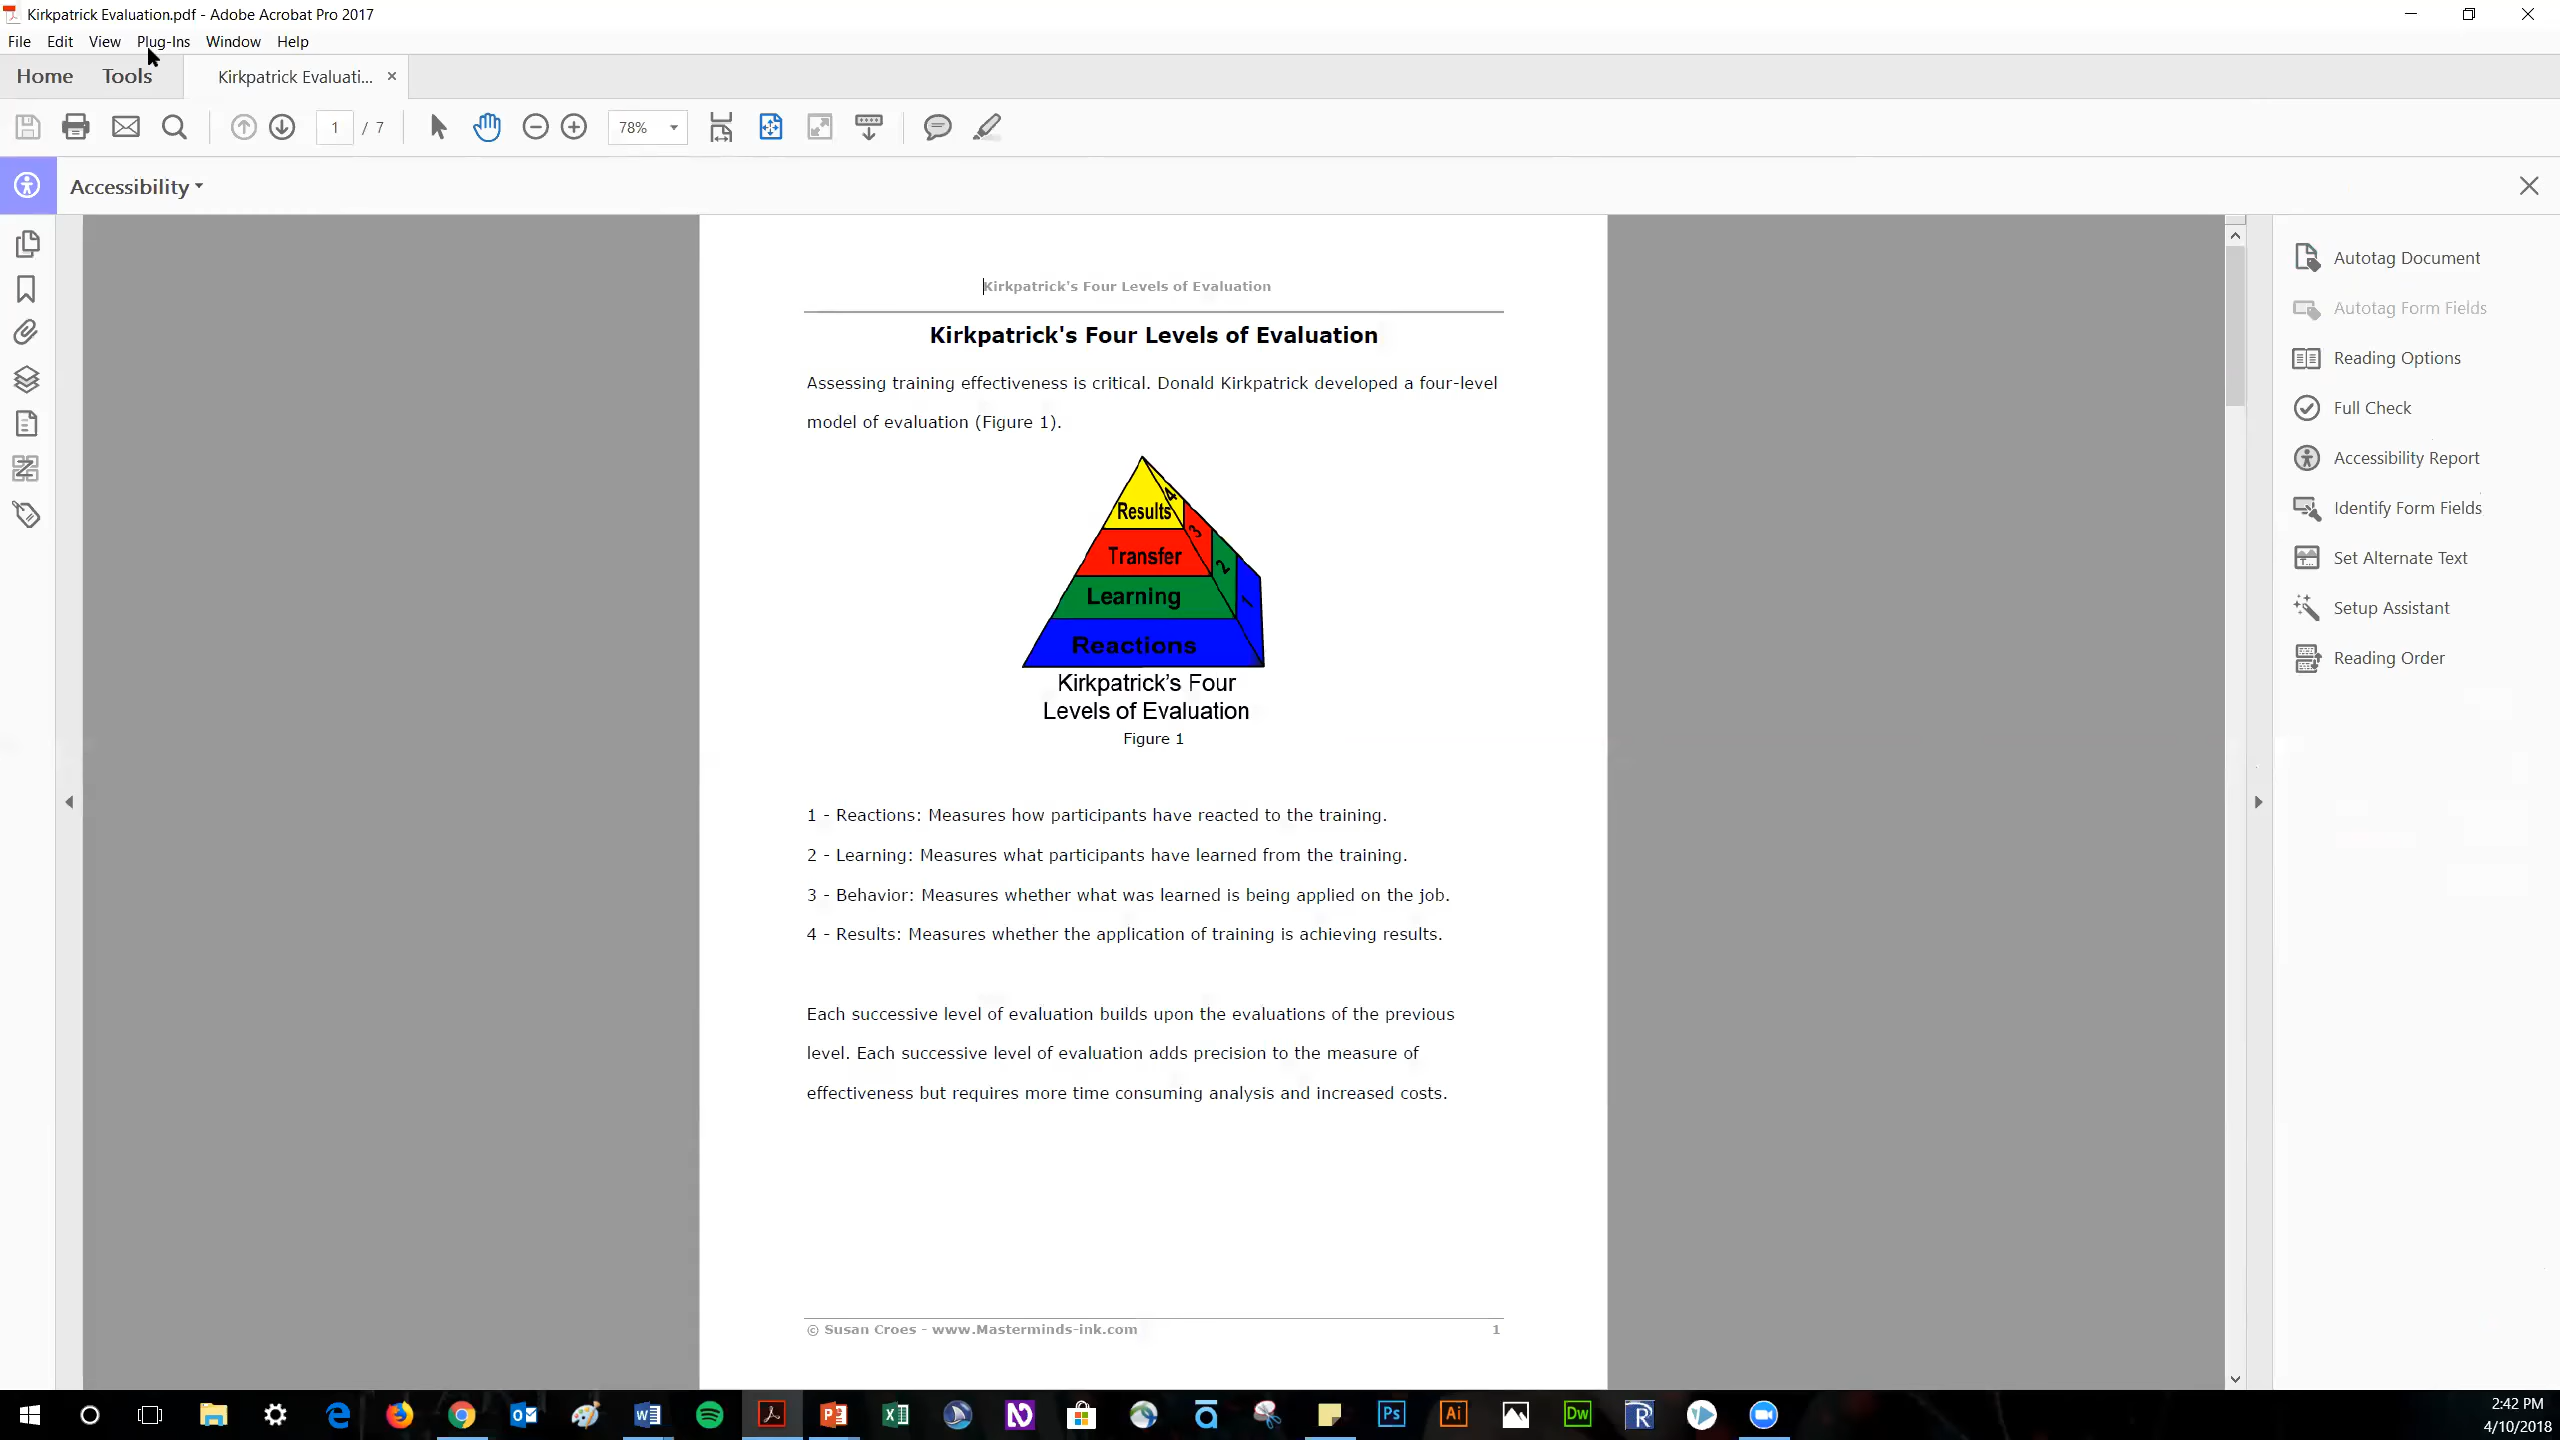 Kirkpatrick Evaluation.pdf - Adobe Acrobat Pro 2017
File Edit View Plug-Ins Window Help
Home Tools Kirkpatrick Evaluati... ×
1 / 7 78%
Accessibility
Kirkpatrick's Four Levels of Evaluation
Kirkpatrick's Four Levels of Evaluation
Assessing training effectiveness is critical. Donald Kirkpatrick developed a four-level
model of evaluation (Figure 1).
4
Results
3
Transfer
2
Learning
1
Reactions
Kirkpatrick’s Four
Levels of Evaluation
Figure 1
1 - Reactions: Measures how participants have reacted to the training.
2 - Learning: Measures what participants have learned from the training.
3 - Behavior: Measures whether what was learned is being applied on the job.
4 - Results: Measures whether the application of training is achieving results.
Each successive level of evaluation builds upon the evaluations of the previous
level. Each successive level of evaluation adds precision to the measure of
effectiveness but requires more time consuming analysis and increased costs.
© Susan Croes - www.Masterminds-ink.com 1
Autotag Document
Autotag Form Fields
Reading Options
Full Check
Accessibility Report
Identify Form Fields
Set Alternate Text
Setup Assistant
Reading Order
Ps Ai Dw
2:42 PM
4/10/2018